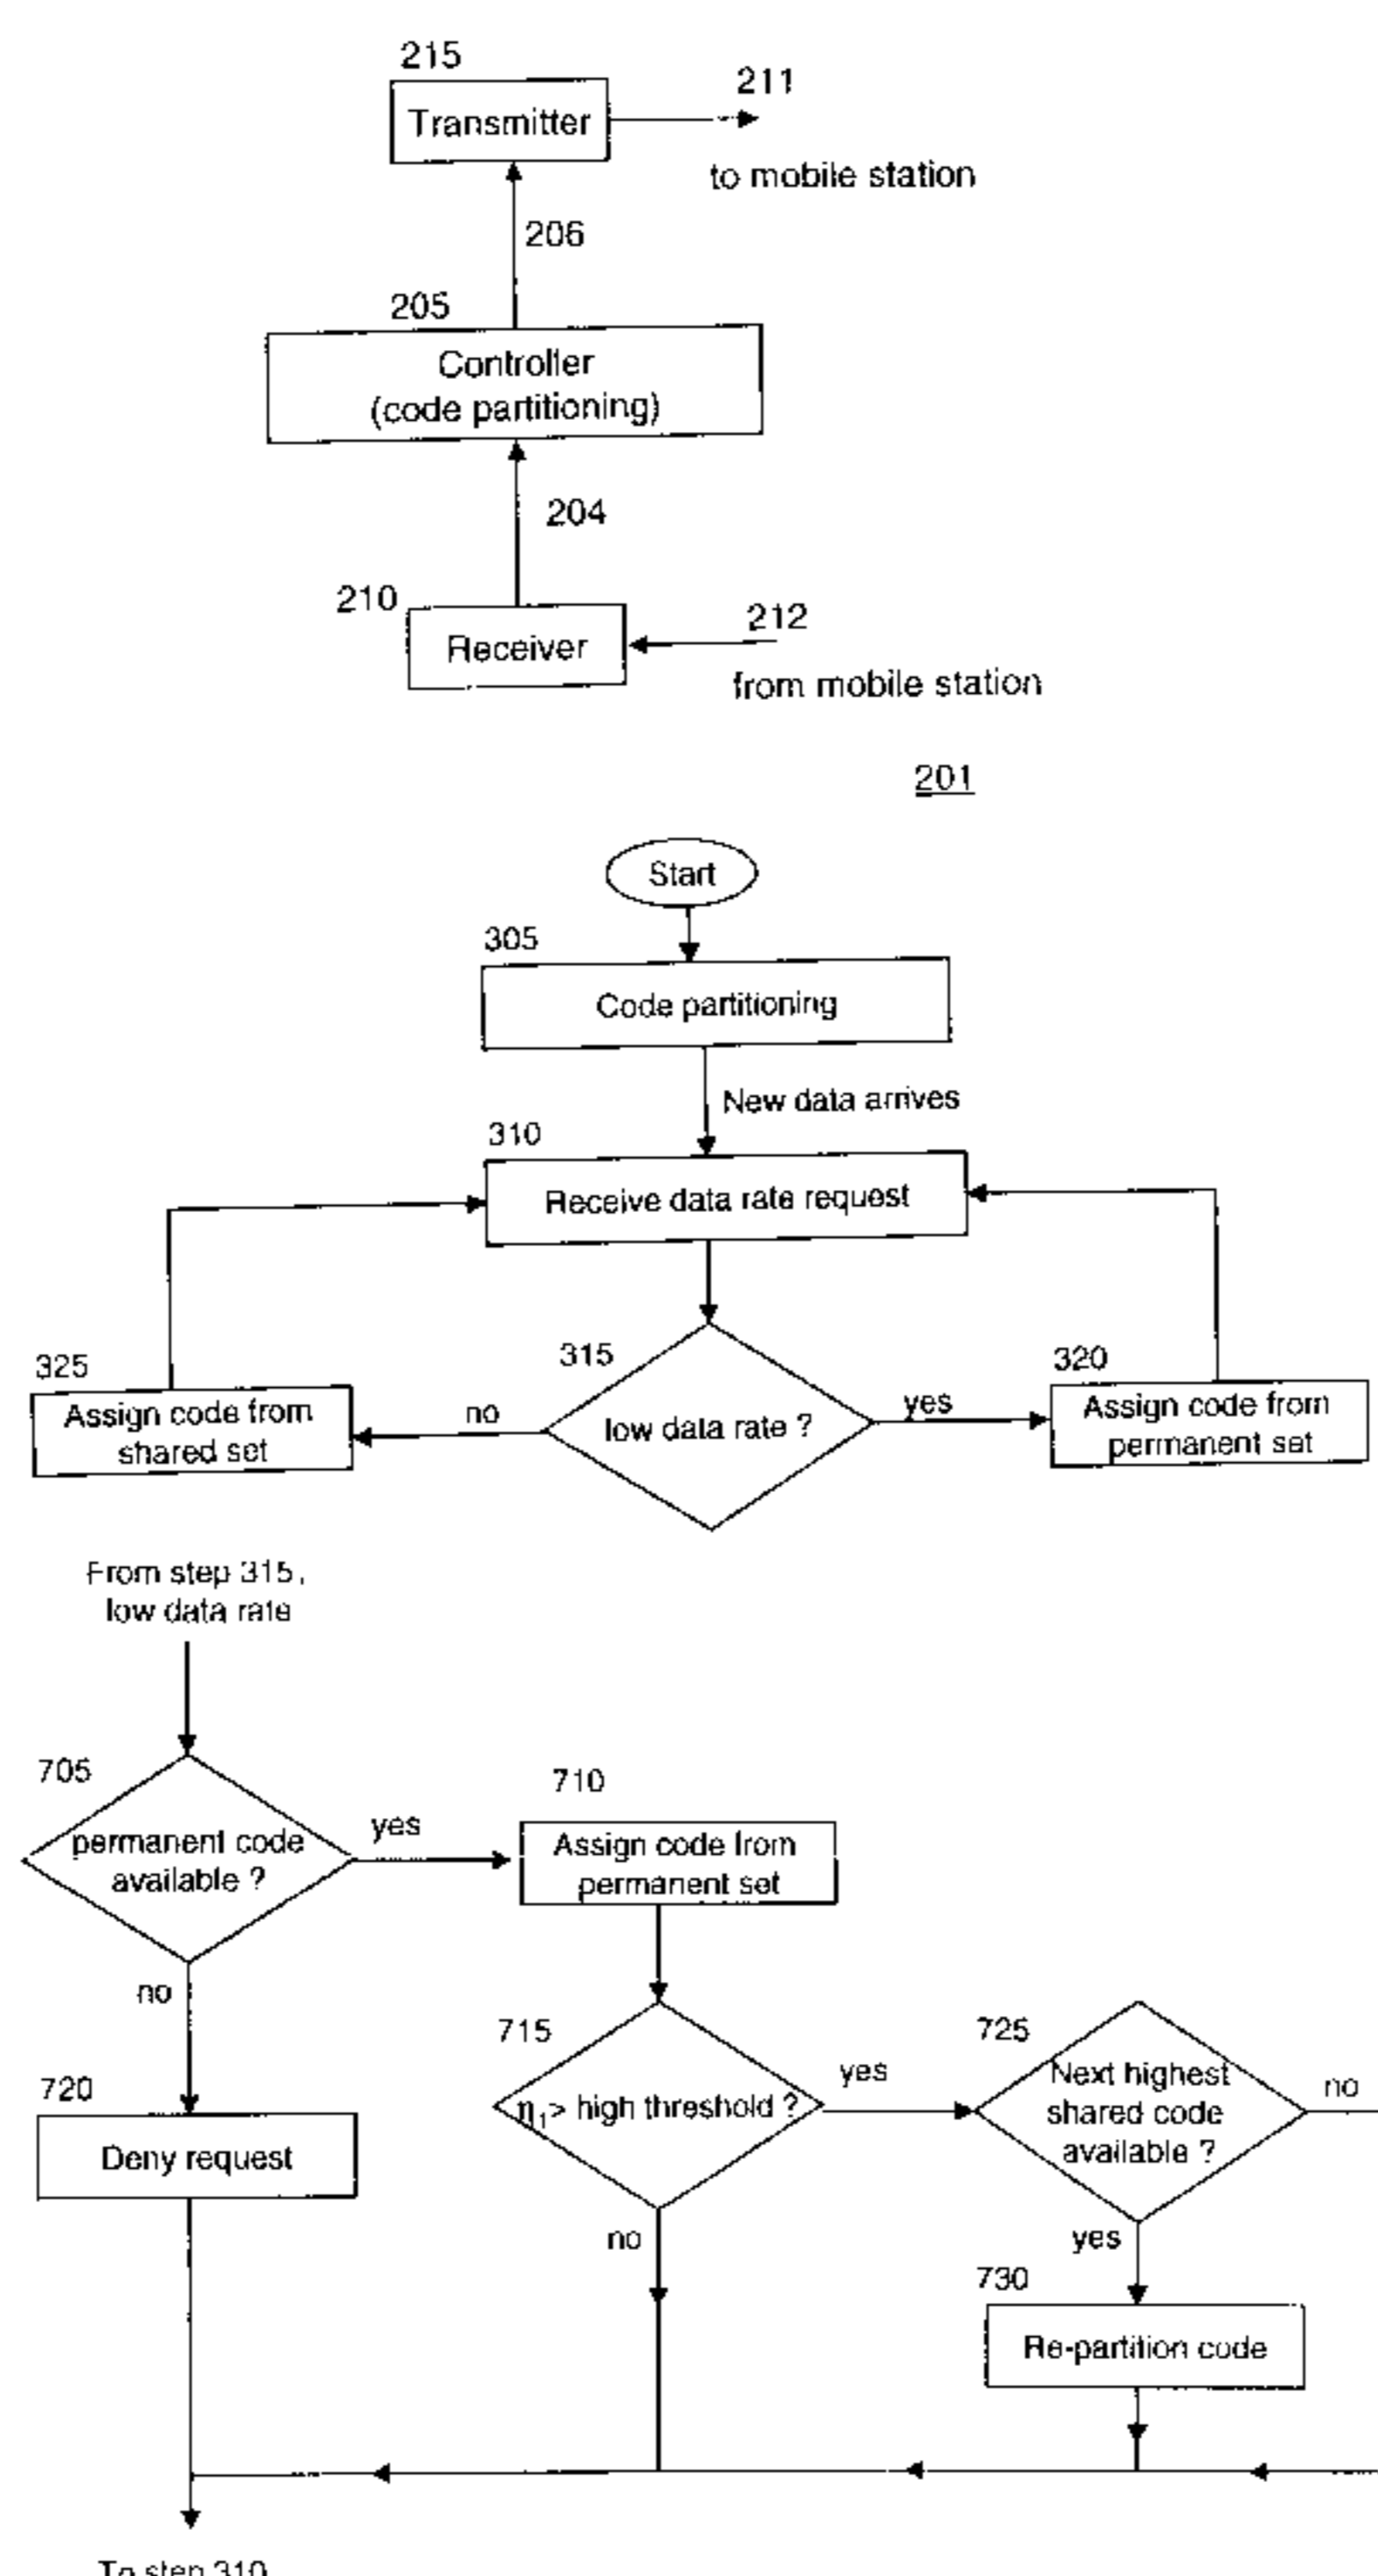 215
211
Transmitter
to mobile station
206
205
Controller
(code partitioning)
204
210
212
Receiver
from mobile station
201
Start
305
Code partitioning
New data arrives
310
Receive data rate request
325
315
320
Assign code from
shared set
no
low data rate ?
yes
Assign code from
permanent set
From step 315,
low data rate
705
710
permanent code
available ?
yes
Assign code from
permanent set
no
715
725
720
η1> high threshold ?
yes
Next highest
shared code
available ?
no
Deny request
no
yes
730
Re-partition code
To step 310